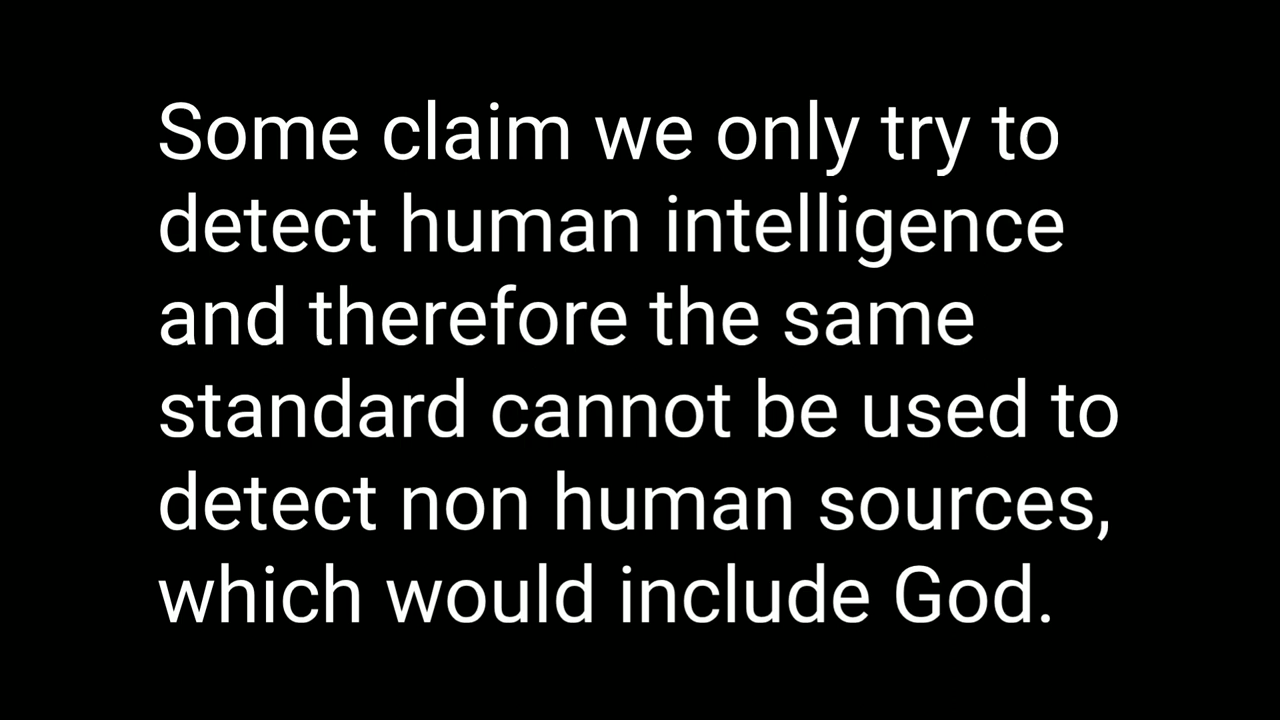 Some claim we only try to
detect human intelligence
and therefore the same
standard cannot be used to
detect non human sources,
which would include God.